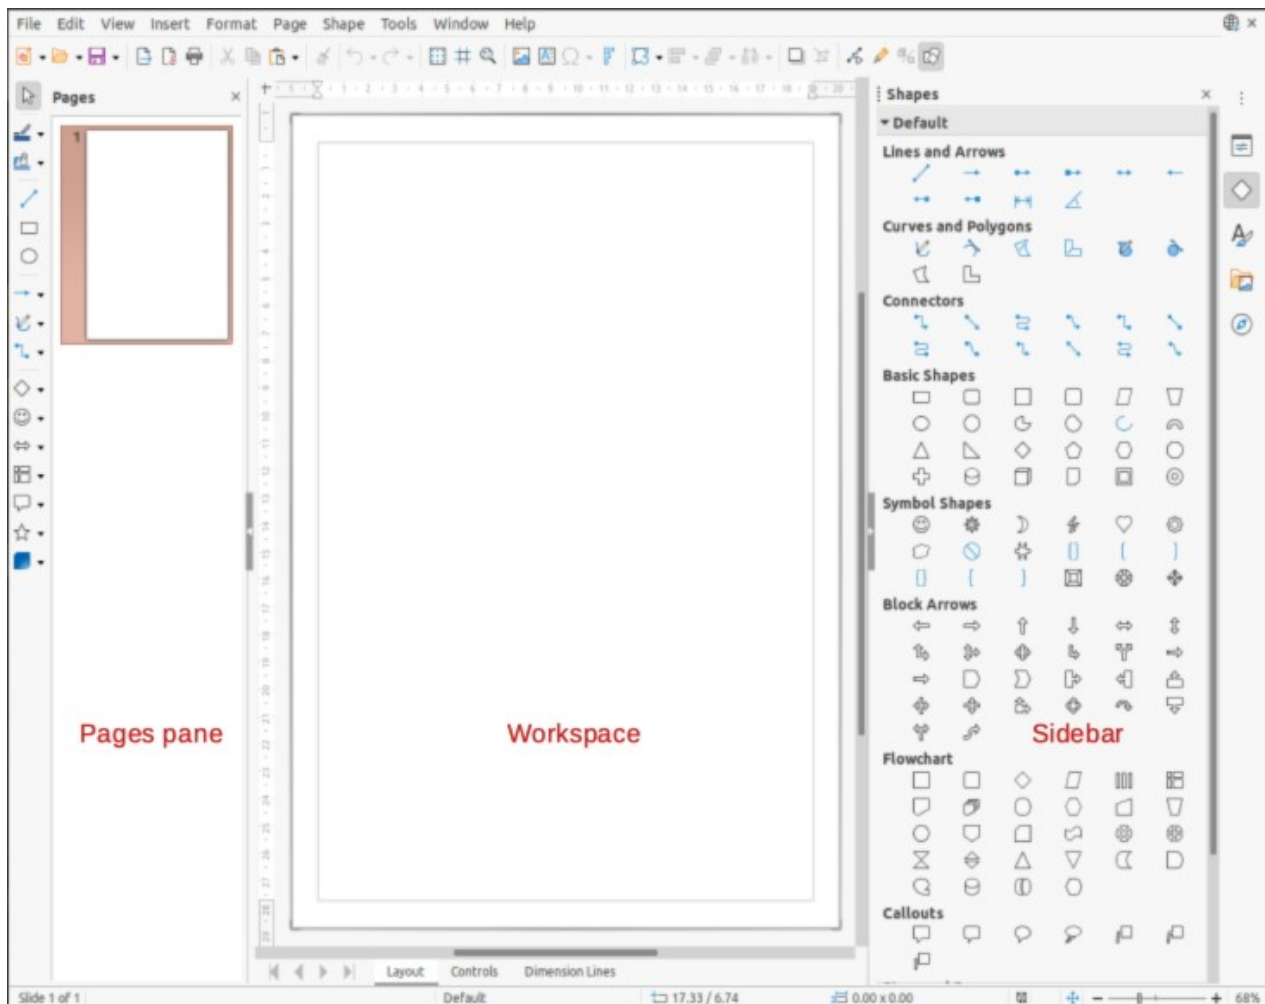 File Edit View Insert Format Page Shape Tools Window Help
Pages
1
Pages pane
Workspace
Shapes
Default
Lines and Arrows
Curves and Polygons
Connectors
Basic Shapes
Symbol Shapes
Block Arrows
Sidebar
Flowchart
Callouts
Layout Controls Dimension Lines
Slide 1 of 1 Default 17.33 / 6.74 0.00 x 0.00 68%